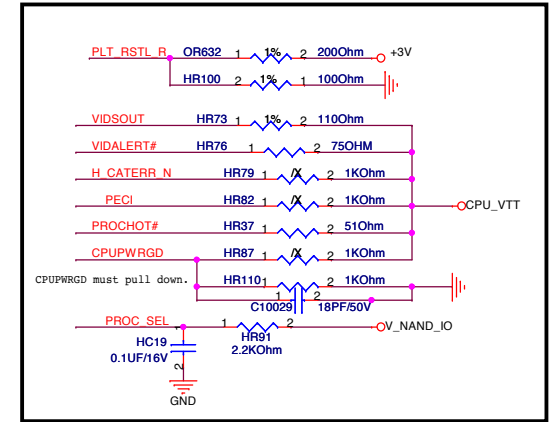 PLT_RSTL_R OR632 1 1% 2 200Ohm +3V
HR100 2 1% 1 100Ohm
VIDSOUT HR73 1 1% 2 110Ohm
VIDALERT# HR76 1 2 75OHM
H_CATERR_N HR79 1 /X 2 1KOhm
PECI HR82 1 /X 2 1KOhm CPU_VTT
PROCHOT# HR37 1 2 51Ohm
CPUPWRGD HR87 1 /X 2 1KOhm
CPUPWRGD must pull down. HR110 1 2 1KOhm
1 2
C10029 18PF/50V
PROC_SEL 1 2 V_NAND_IO
HR91
1
HC19 2.2KOhm
0.1UF/16V
2
GND